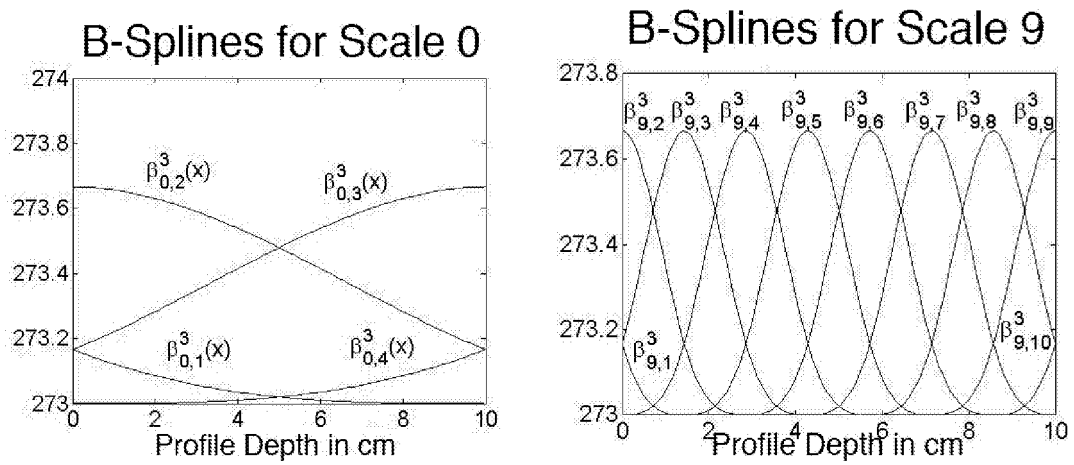 B-Splines for Scale 0
274
273.8
273.6
273.4
273.2
273
β³₀,₂(x)
β³₀,₃(x)
β³₀,₁(x)
β³₀,₄(x)
0 2 4 6 8 10
Profile Depth in cm
B-Splines for Scale 9
273.8
273.6
273.4
273.2
273
β³₉,₂ β³₉,₃ β³₉,₄ β³₉,₅ β³₉,₆ β³₉,₇ β³₉,₈ β³₉,₉
β³₉,₁
β³₉,₁₀
0 2 4 6 8 10
Profile Depth in cm